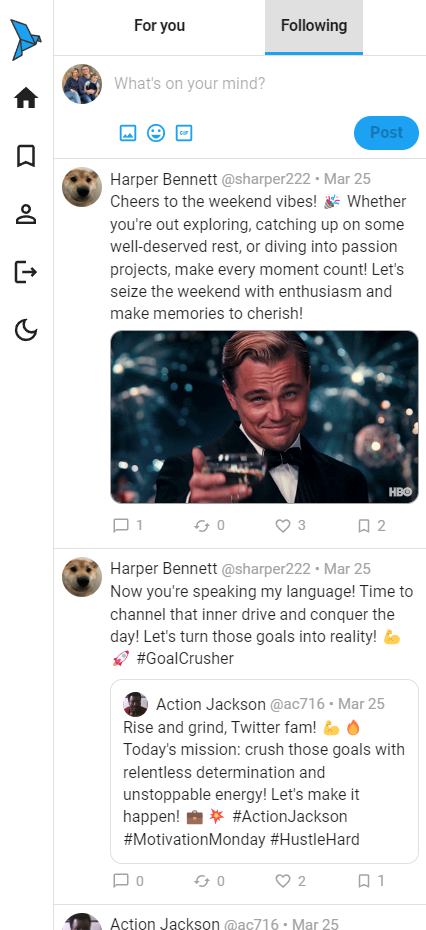 For you
Following
What's on your mind?
GIF
Post
Harper Bennett @sharper222 • Mar 25
Cheers to the weekend vibes! 🎉 Whether
you're out exploring, catching up on some
well-deserved rest, or diving into passion
projects, make every moment count! Let's
seize the weekend with enthusiasm and
make memories to cherish!
HBO
1 0 3 2
Harper Bennett @sharper222 • Mar 25
Now you're speaking my language! Time to
channel that inner drive and conquer the
day! Let's turn those goals into reality! 💪
🚀 #GoalCrusher
Action Jackson @ac716 • Mar 25
Rise and grind, Twitter fam! 💪 🔥
Today's mission: crush those goals with
relentless determination and
unstoppable energy! Let's make it
happen! 💼 💥 #ActionJackson
#MotivationMonday #HustleHard
0 0 2 1
Action Jackson @ac716 • Mar 25